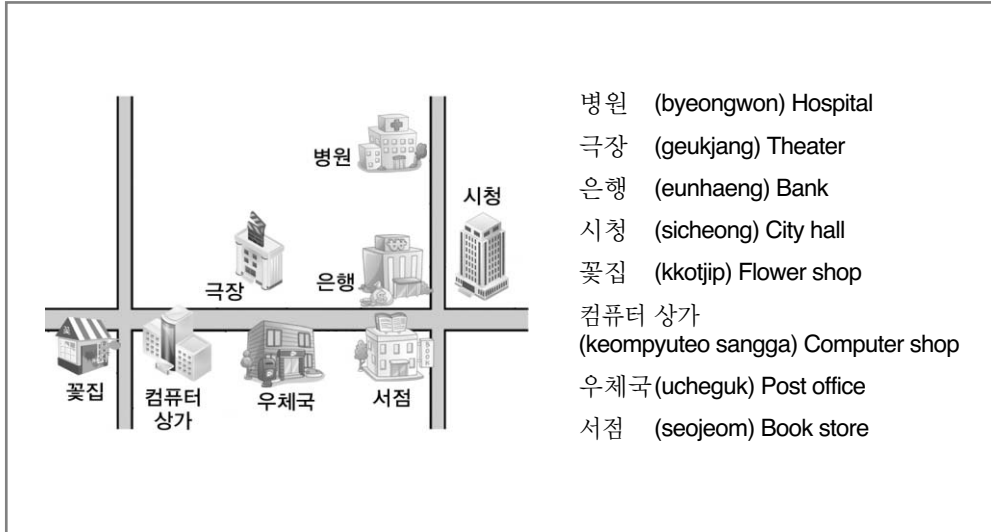 병원
시청
극장
은행
꽃집
컴퓨터
상가
우체국
서점
병원 (byeongwon) Hospital
극장 (geukjang) Theater
은행 (eunhaeng) Bank
시청 (sicheong) City hall
꽃집 (kkotjip) Flower shop
컴퓨터 상가
(keompyuteo sangga) Computer shop
우체국(ucheguk) Post office
서점 (seojeom) Book store